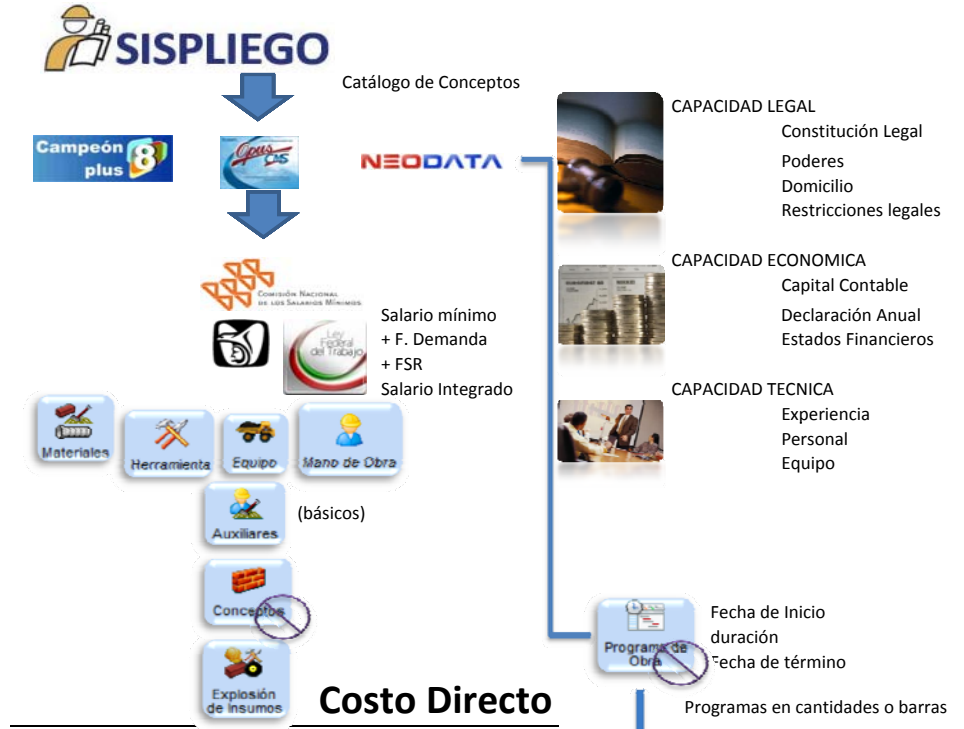 SISPLIEGO
Catálogo de Conceptos
Campeón plus 8
Opus CMS
NEODATA
CAPACIDAD LEGAL
Constitución Legal
Poderes
Domicilio
Restricciones legales
COMISIÓN NACIONAL
DE LOS SALARIOS MÍNIMOS
Ley
Federal
del Trabajo
Salario mínimo
+ F. Demanda
+ FSR
Salario Integrado
CAPACIDAD ECONOMICA
Capital Contable
Declaración Anual
Estados Financieros
CAPACIDAD TECNICA
Experiencia
Personal
Equipo
Materiales
Herramienta
Equipo
Mano de Obra
Auxiliares
(básicos)
Conceptos
Explosión
de Insumos
Costo Directo
Programa de
Obra
Fecha de Inicio
duración
Fecha de término
Programas en cantidades o barras